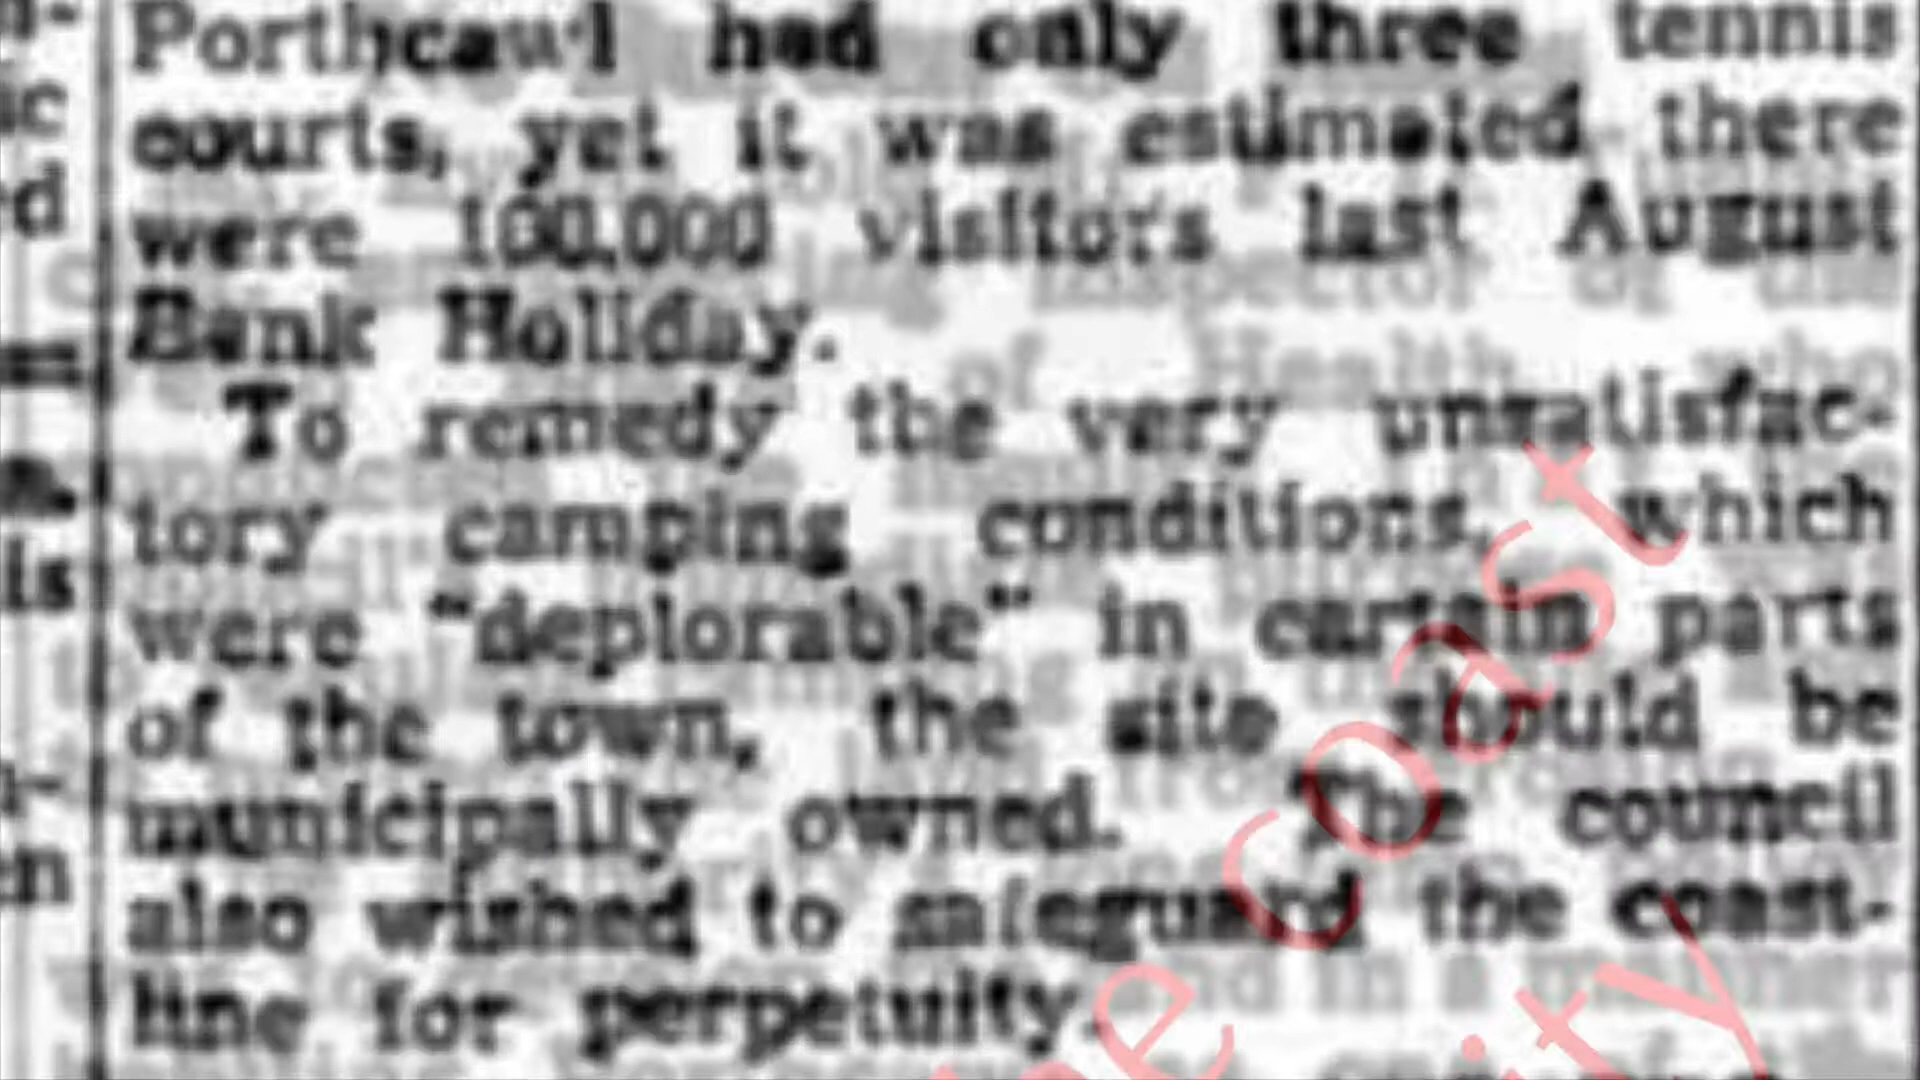 Porthcawl had only three tennis
courts, yet it was estimated there
were 100,000 visitors last August
Bank Holiday.
To remedy the very unsatisfac-
tory camping conditions, which
were "deplorable" in certain parts
of the town, the site should be
municipally owned. The council
also wished to safeguard the coast-
line for perpetuity.
coast